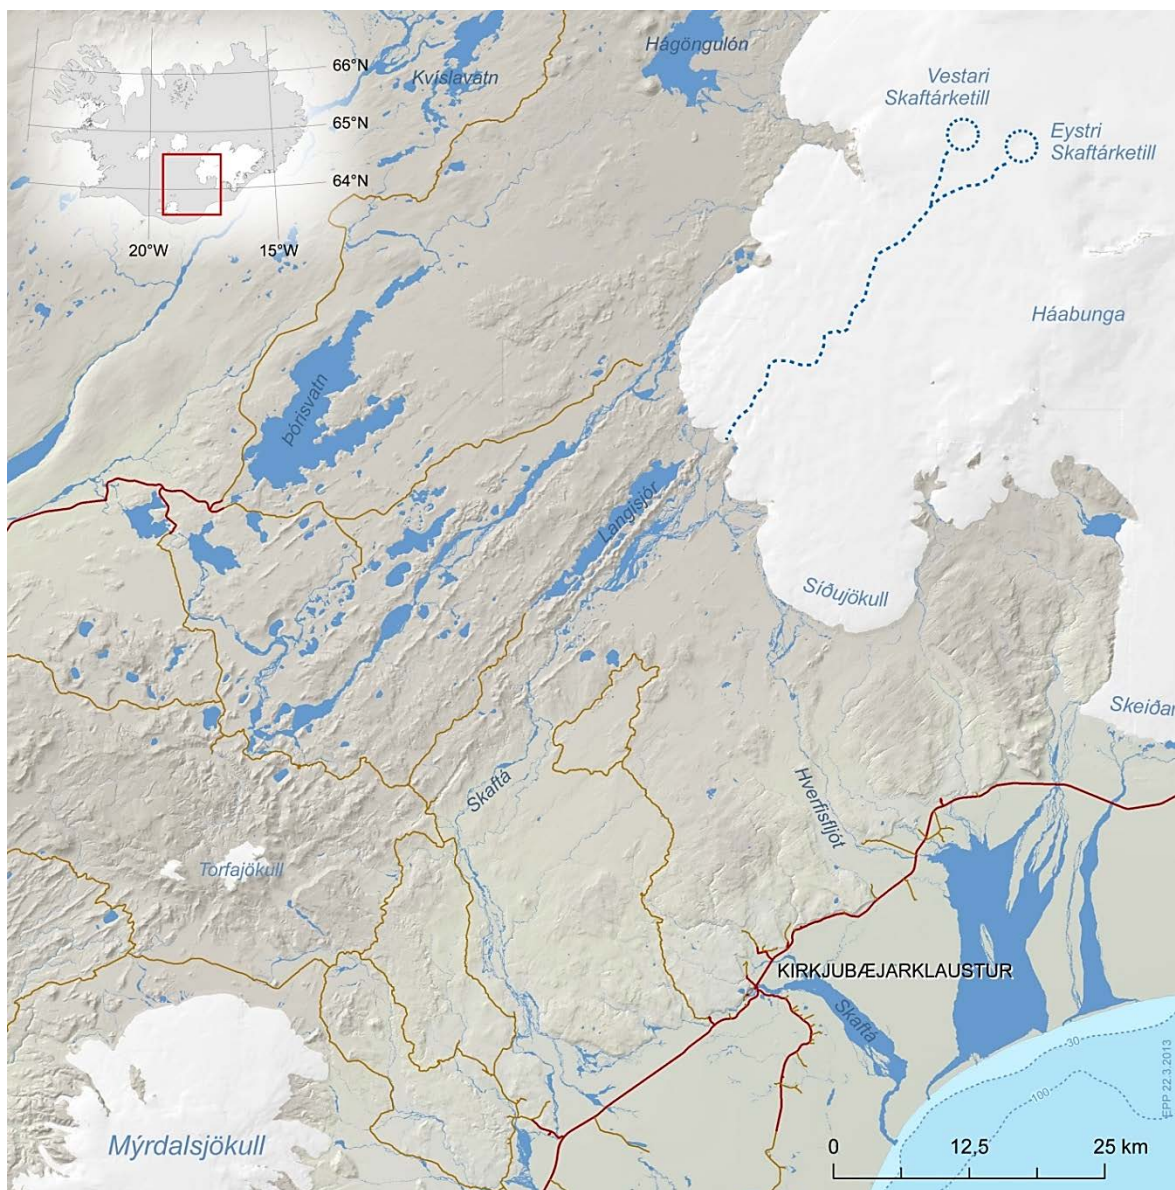 66°N
65°N
64°N
20°W
15°W
Kvíslavatn
Hágöngulón
Vestari
Skaftárketill
Eystri
Skaftárketill
Háabunga
Þórisvatn
Langisjór
Síðujökull
Skeiðar
Skaftá
Hverfisfljót
Torfajökull
KIRKJUBÆJARKLAUSTUR
Skaftá
Mýrdalsjökull
-30
-100
EPP 22.3.2013
0
12,5
25 km